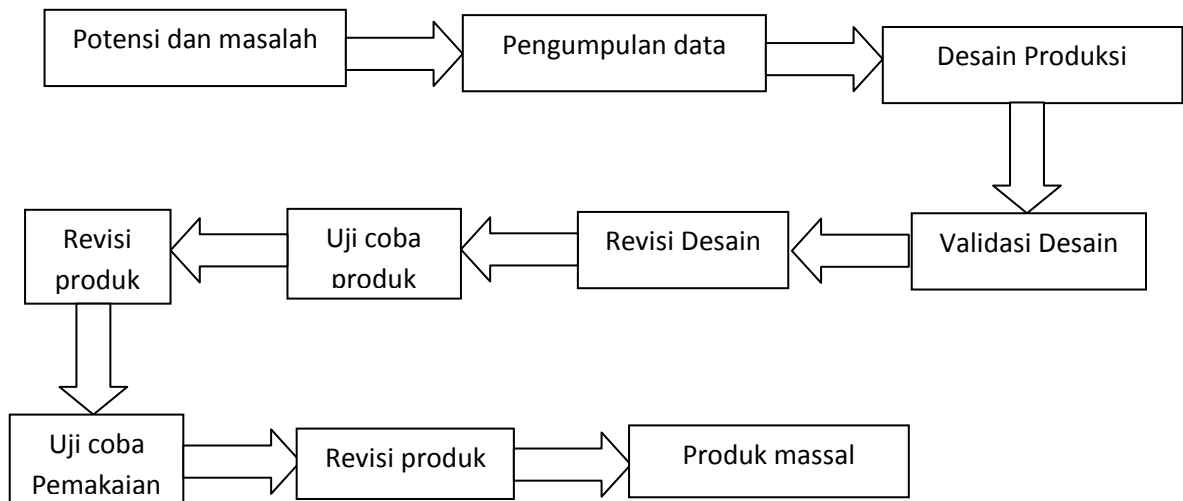 Potensi dan masalah
Pengumpulan data
Desain Produksi
Validasi Desain
Revisi Desain
Uji coba
produk
Revisi
produk
Uji coba
Pemakaian
Revisi produk
Produk massal